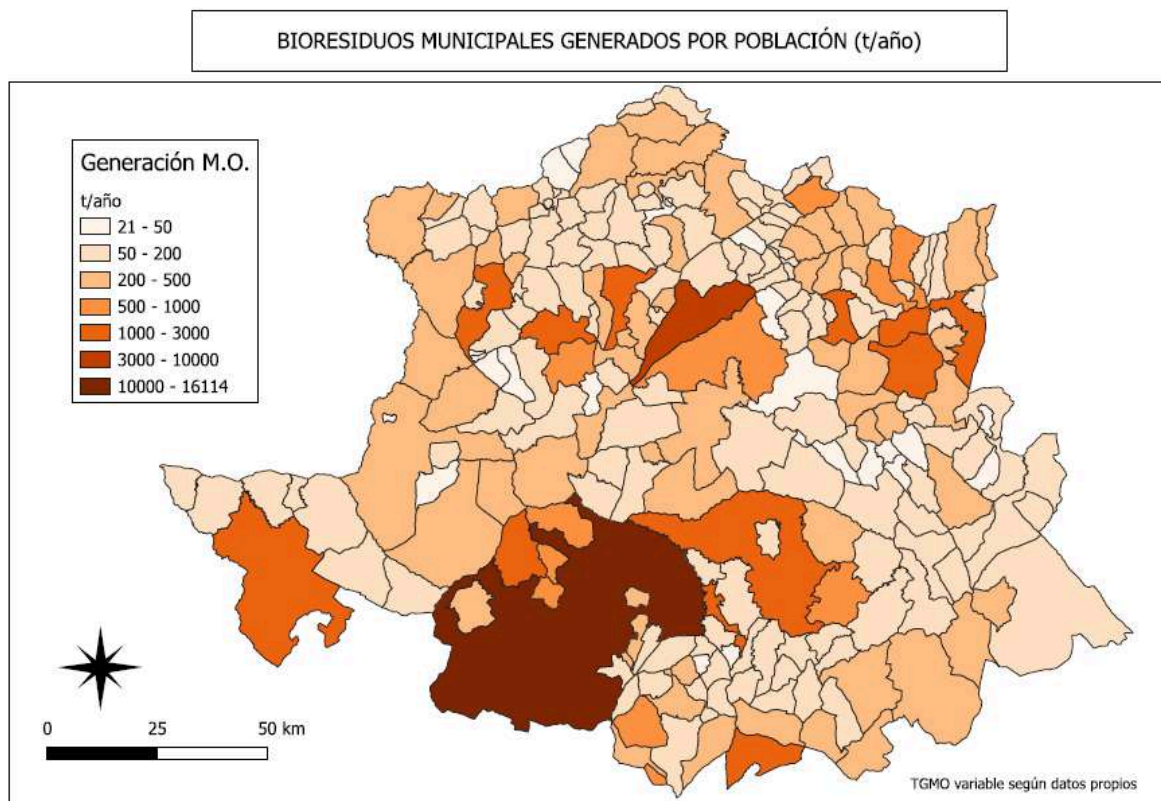 BIORESIDUOS MUNICIPALES GENERADOS POR POBLACIÓN (t/año)
Generación M.O.
t/año
21 - 50
50 - 200
200 - 500
500 - 1000
1000 - 3000
3000 - 10000
10000 - 16114
0 25 50 km
TGMO variable según datos propios